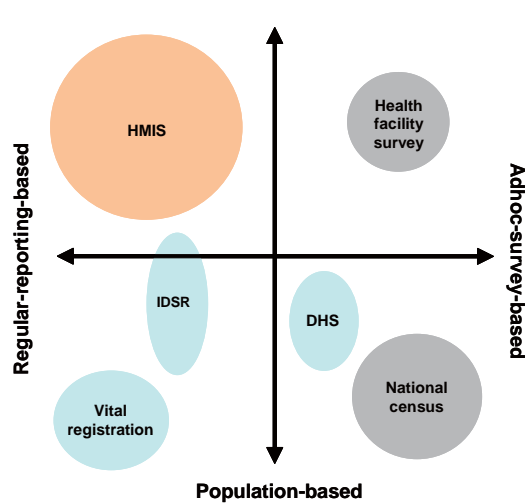 HMIS
Health
facility
survey
Regular-reporting-based
Adhoc-survey-based
IDSR
DHS
National
census
Vital
registration
Population-based